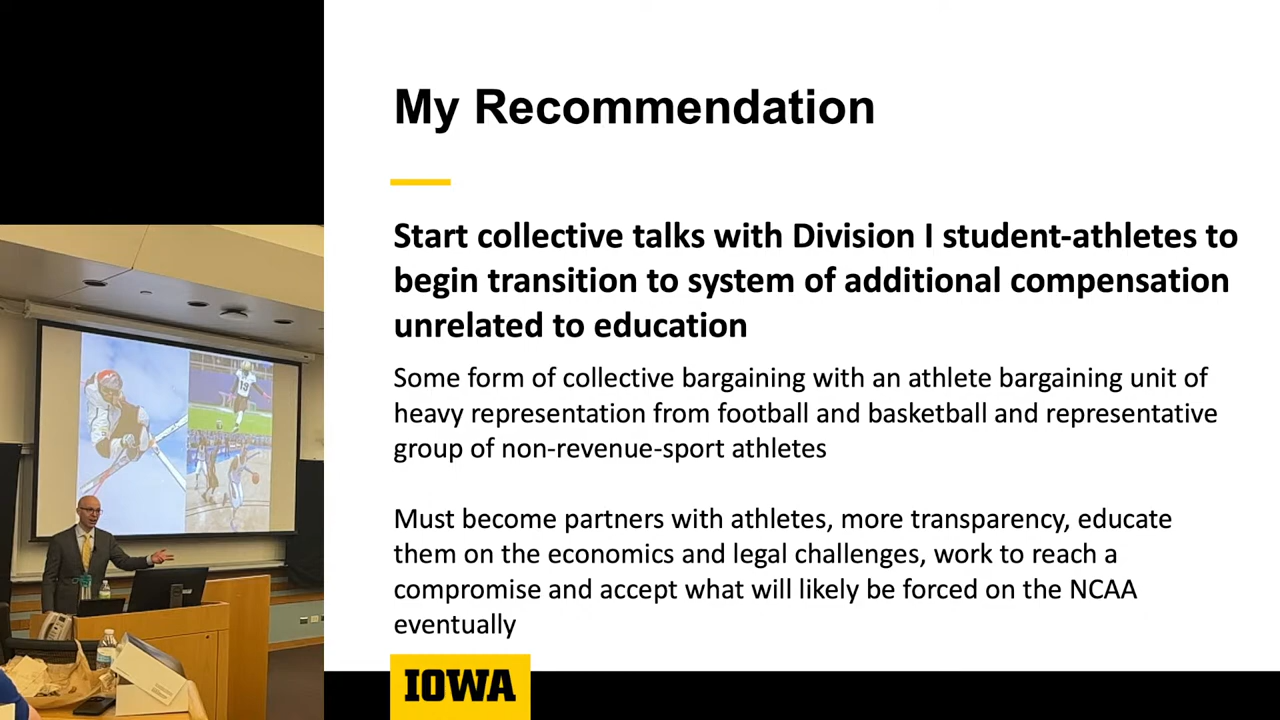 My Recommendation
Start collective talks with Division I student-athletes to
begin transition to system of additional compensation
unrelated to education
Some form of collective bargaining with an athlete bargaining unit of
heavy representation from football and basketball and representative
group of non-revenue-sport athletes
Must become partners with athletes, more transparency, educate
them on the economics and legal challenges, work to reach a
compromise and accept what will likely be forced on the NCAA
eventually
IOWA
19